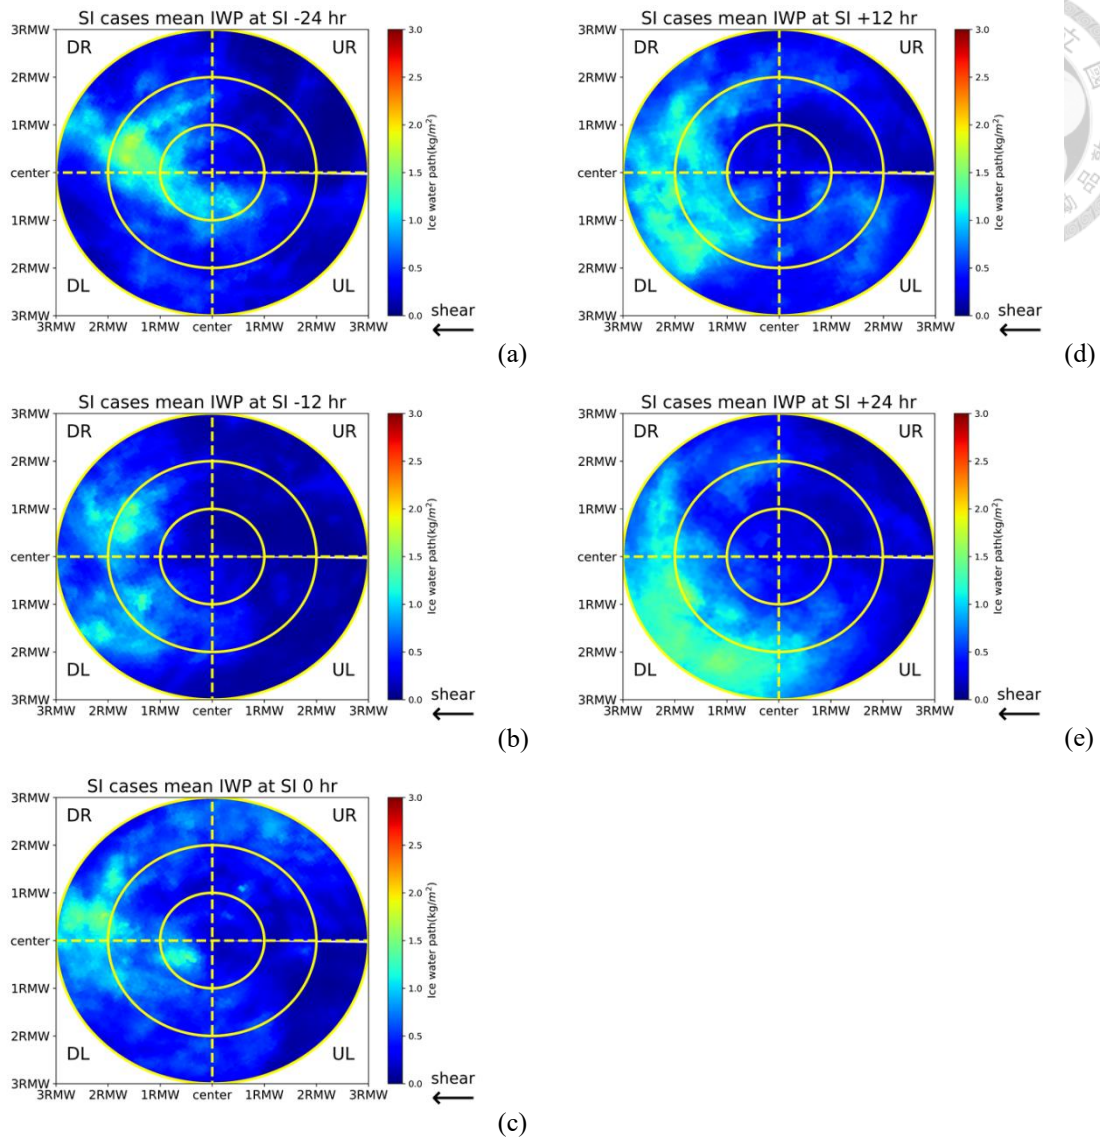 SI cases mean IWP at SI -24 hr
3RMW
DR
UR
2RMW
1RMW
center
1RMW
2RMW
DL
UL
3RMW
3RMW 2RMW 1RMW center 1RMW 2RMW 3RMW
3.0
2.5
2.0
1.5
1.0
0.5
0.0
Ice water path(kg/m²)
shear
(a)
SI cases mean IWP at SI -12 hr
3RMW
DR
UR
2RMW
1RMW
center
1RMW
2RMW
DL
UL
3RMW
3RMW 2RMW 1RMW center 1RMW 2RMW 3RMW
3.0
2.5
2.0
1.5
1.0
0.5
0.0
Ice water path(kg/m²)
shear
(b)
SI cases mean IWP at SI 0 hr
3RMW
DR
UR
2RMW
1RMW
center
1RMW
2RMW
DL
UL
3RMW
3RMW 2RMW 1RMW center 1RMW 2RMW 3RMW
3.0
2.5
2.0
1.5
1.0
0.5
0.0
Ice water path(kg/m²)
shear
(c)
SI cases mean IWP at SI +12 hr
3RMW
DR
UR
2RMW
1RMW
center
1RMW
2RMW
DL
UL
3RMW
3RMW 2RMW 1RMW center 1RMW 2RMW 3RMW
3.0
2.5
2.0
1.5
1.0
0.5
0.0
Ice water path(kg/m²)
shear
(d)
SI cases mean IWP at SI +24 hr
3RMW
DR
UR
2RMW
1RMW
center
1RMW
2RMW
DL
UL
3RMW
3RMW 2RMW 1RMW center 1RMW 2RMW 3RMW
3.0
2.5
2.0
1.5
1.0
0.5
0.0
Ice water path(kg/m²)
shear
(e)